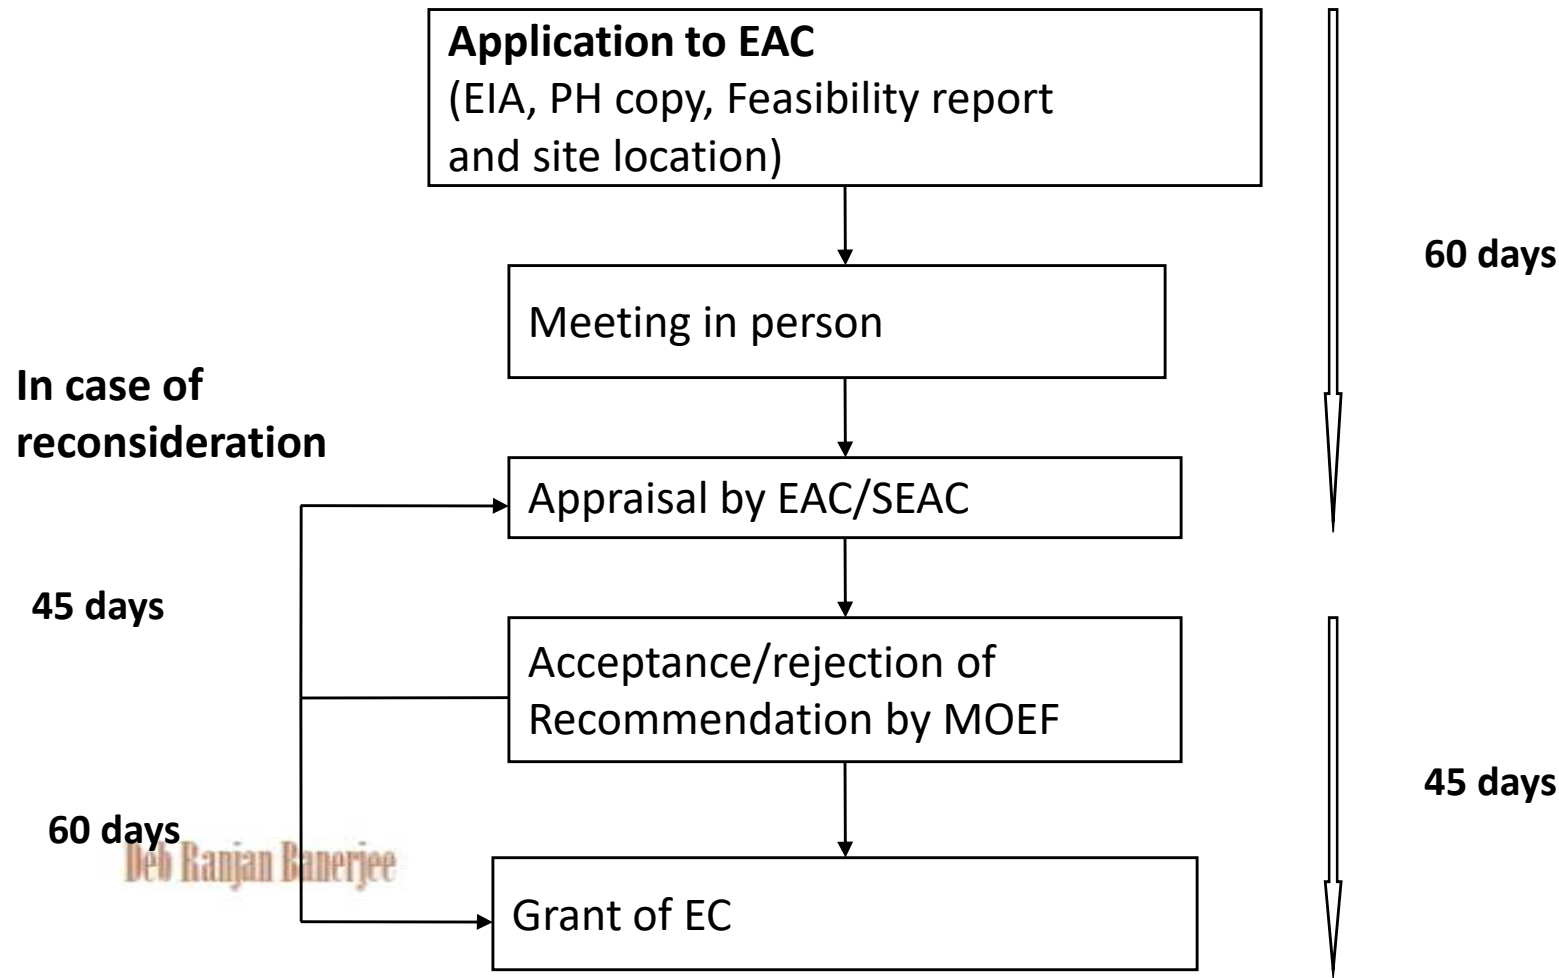 Application to EAC
(EIA, PH copy, Feasibility report
and site location)
60 days
Meeting in person
In case of
reconsideration
Appraisal by EAC/SEAC
45 days
Acceptance/rejection of
Recommendation by MOEF
45 days
60 days
Deb Ranjan Banerjee
Grant of EC